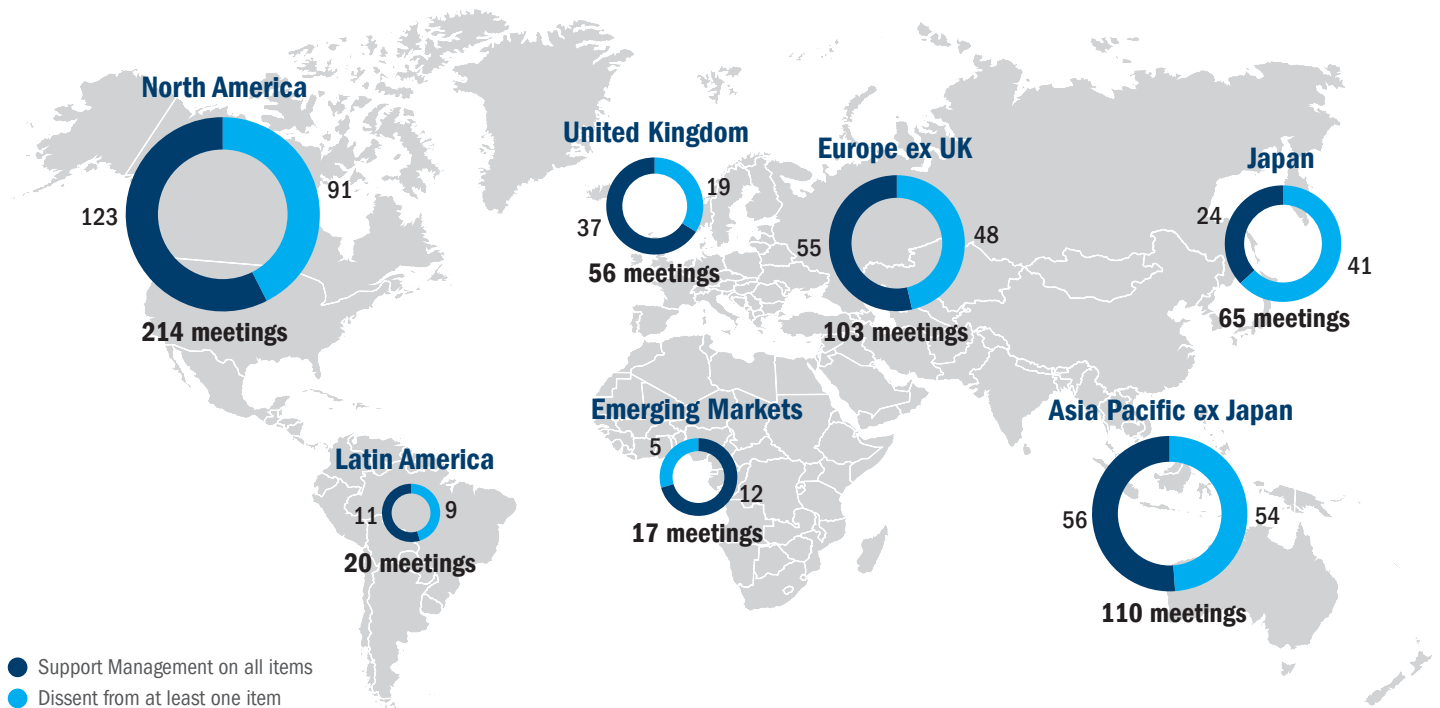 North America
123
91
214 meetings
United Kingdom
19
37
56 meetings
Europe ex UK
55
48
103 meetings
Japan
24
41
65 meetings
Latin America
11
9
20 meetings
Emerging Markets
5
12
17 meetings
Asia Pacific ex Japan
56
54
110 meetings
Support Management on all items
Dissent from at least one item